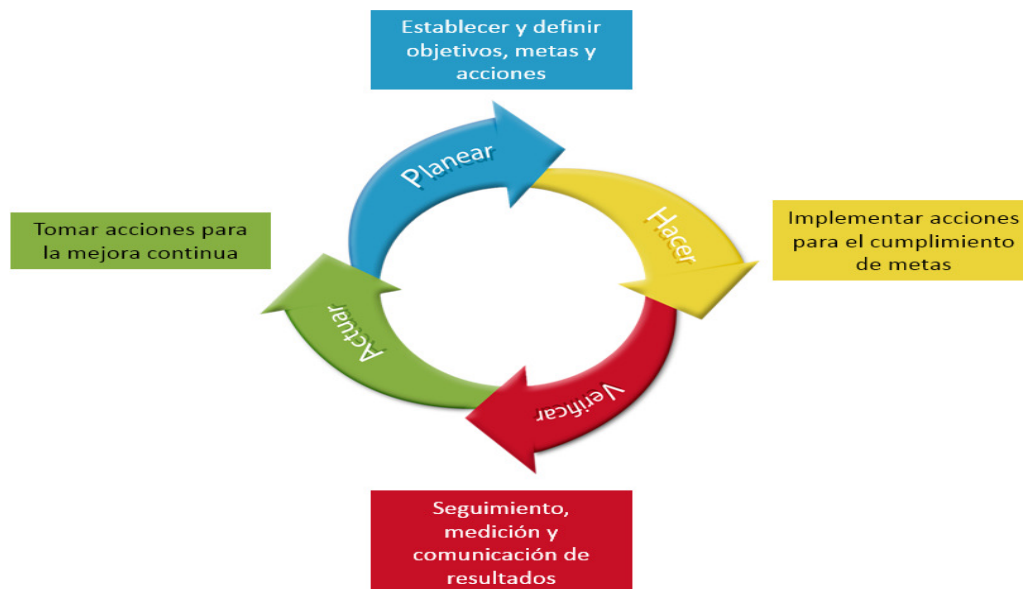 Establecer y definir
objetivos, metas y
acciones
Planear
Hacer
Implementar acciones
para el cumplimiento
de metas
Verificar
Seguimiento,
medición y
comunicación de
resultados
Actuar
Tomar acciones para
la mejora continua